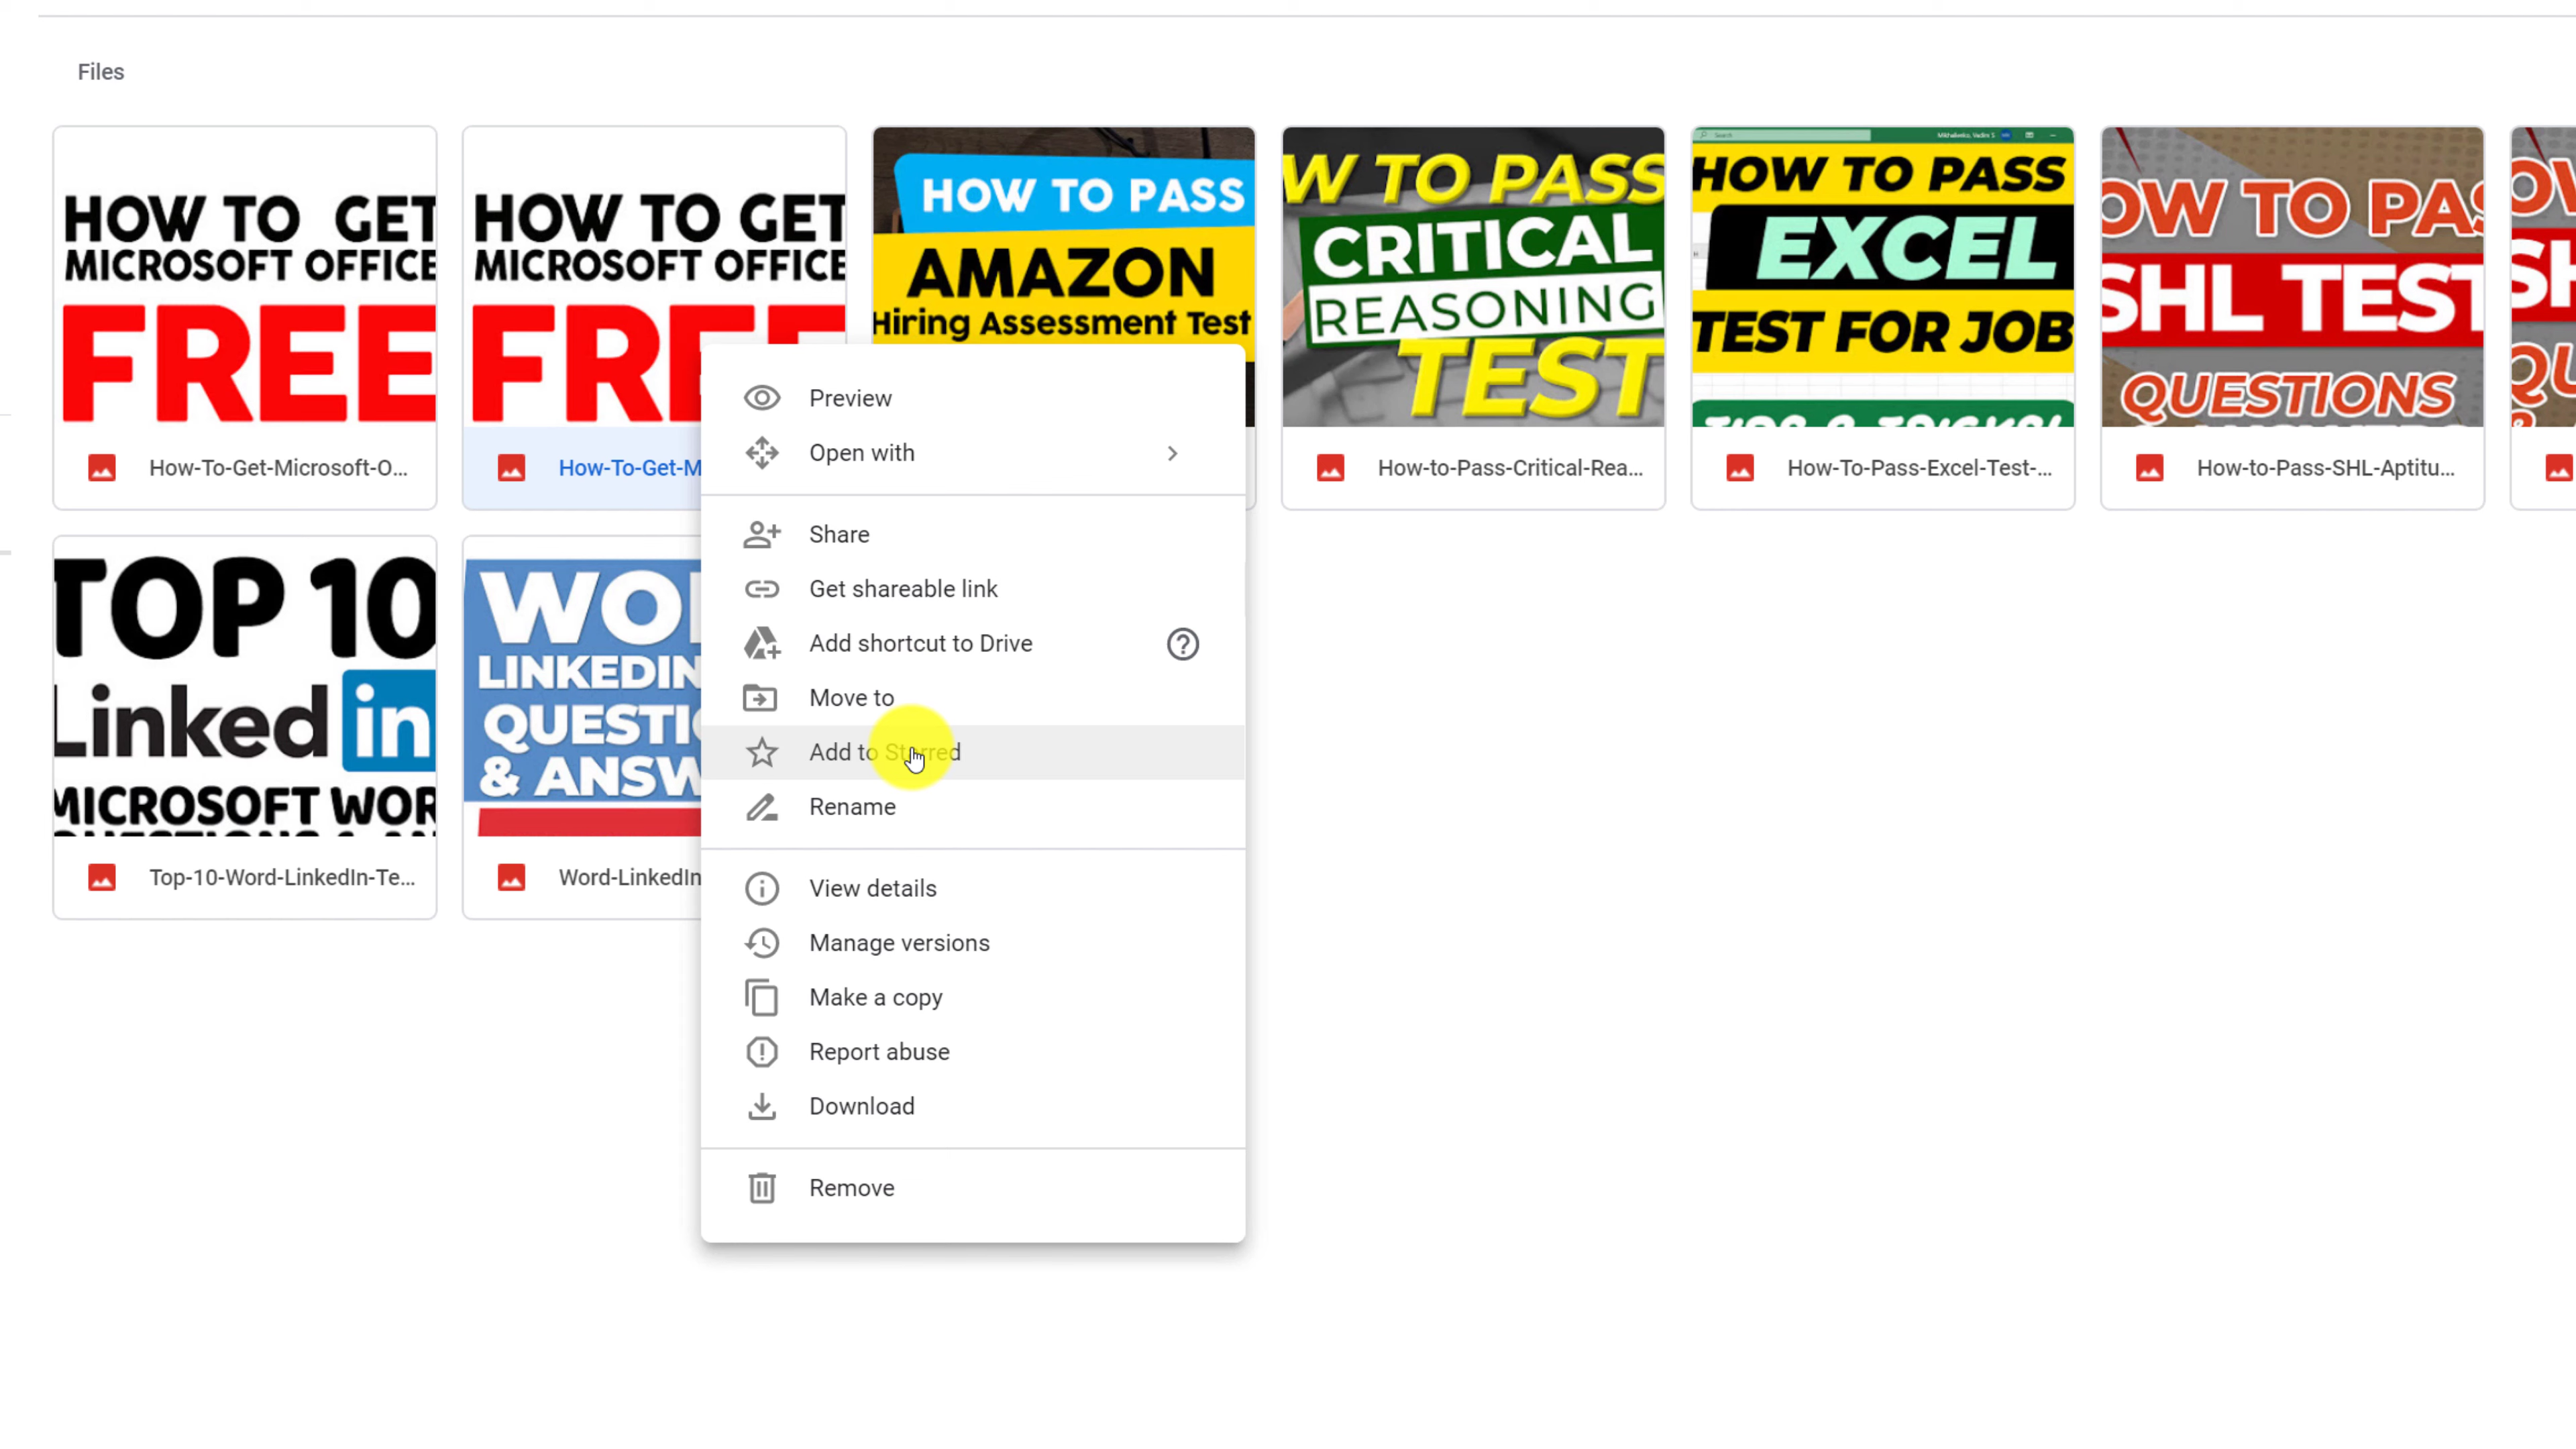 Files
HOW TO GET
MICROSOFT OFFICE
FREE
How-To-Get-Microsoft-O...
HOW TO GET
MICROSOFT OFFICE
How-To-Get-M
HOW TO PASS
AMAZON
Hiring Assessment Test
W TO PASS
CRITICAL
REASONING
TEST
How-to-Pass-Critical-Rea...
Search
HOW TO PASS
EXCEL
TEST FOR JOB
How-To-Pass-Excel-Test-...
OW TO PAS
SHL TEST
QUESTIONS
How-to-Pass-SHL-Aptitu...
TOP 10
Linked in
MICROSOFT WOR
Top-10-Word-LinkedIn-Te...
WO
LINKEDIN
QUESTI
& ANSW
Word-LinkedIn
Preview
Open with
Share
Get shareable link
Add shortcut to Drive
Move to
Add to Starred
Rename
View details
Manage versions
Make a copy
Report abuse
Download
Remove